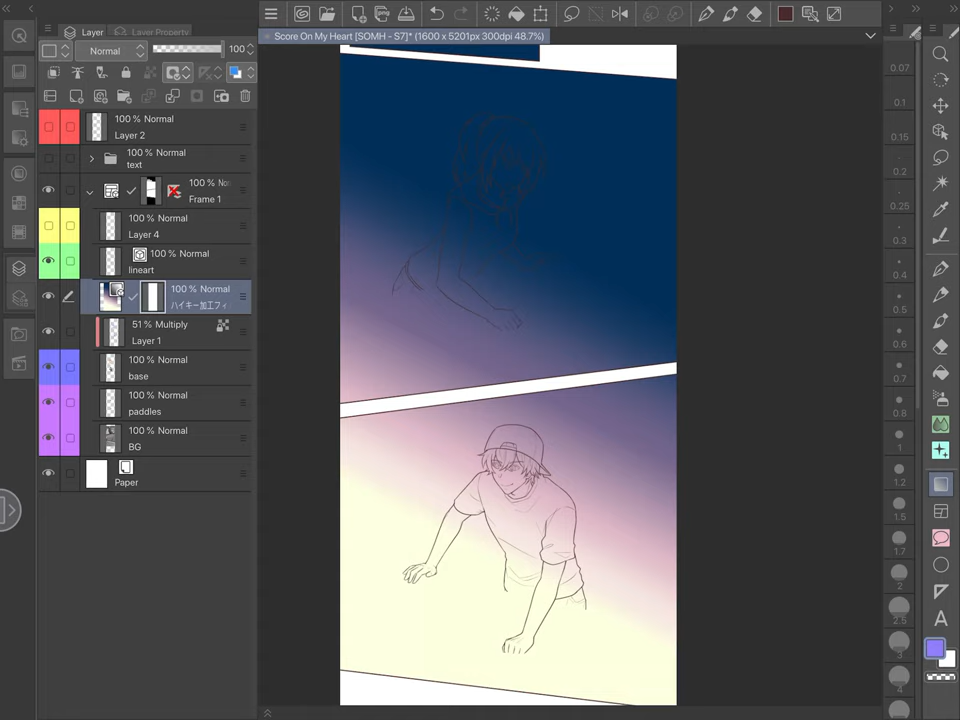 Layer
Layer Property
Normal
100
Score On My Heart [SOMH - S7]* (1600 x 5201px 300dpi 48.7%)
100 % Normal
Layer 2
100 % Normal
text
100 % No
Frame 1
100 % Normal
Layer 4
100 % Normal
lineart
100 % Normal
ハイキー加工フィ
51 % Multiply
Layer 1
100 % Normal
base
100 % Normal
paddles
100 % Normal
BG
Paper
0.07
0.1
0.15
0.2
0.25
0.3
0.4
0.5
0.6
0.7
0.8
1
1.2
1.5
1.7
2
2.5
3
4
A